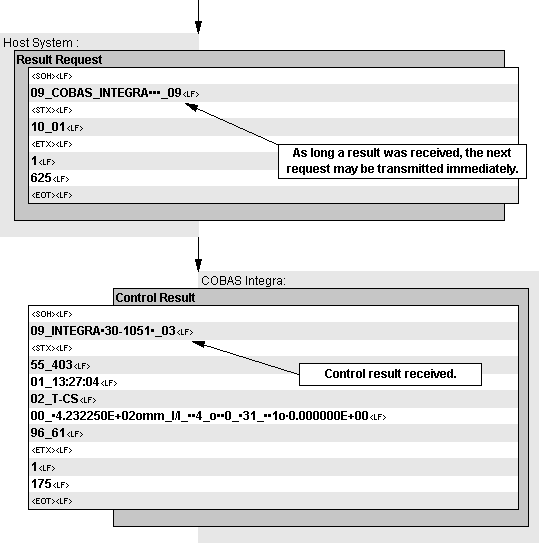 Host System :
Result Request
<SOH><LF>
09_COBAS_INTEGRA▪▪▪_09<LF>
<STX><LF>
10_01<LF>
<ETX><LF>
1<LF>
625<LF>
<EOT><LF>
As long a result was received, the next
request may be transmitted immediately.
COBAS Integra:
Control Result
<SOH><LF>
09_INTEGRA▪30-1051▪_03<LF>
<STX><LF>
55_403<LF>
01_13:27:04<LF>
02_T-CS<LF>
00_▪4.232250E+02omm_l/l_▪▪4_o▪▪0_▪31_▪▪1o▪0.000000E+00<LF>
96_61<LF>
<ETX><LF>
1<LF>
175<LF>
<EOT><LF>
Control result received.